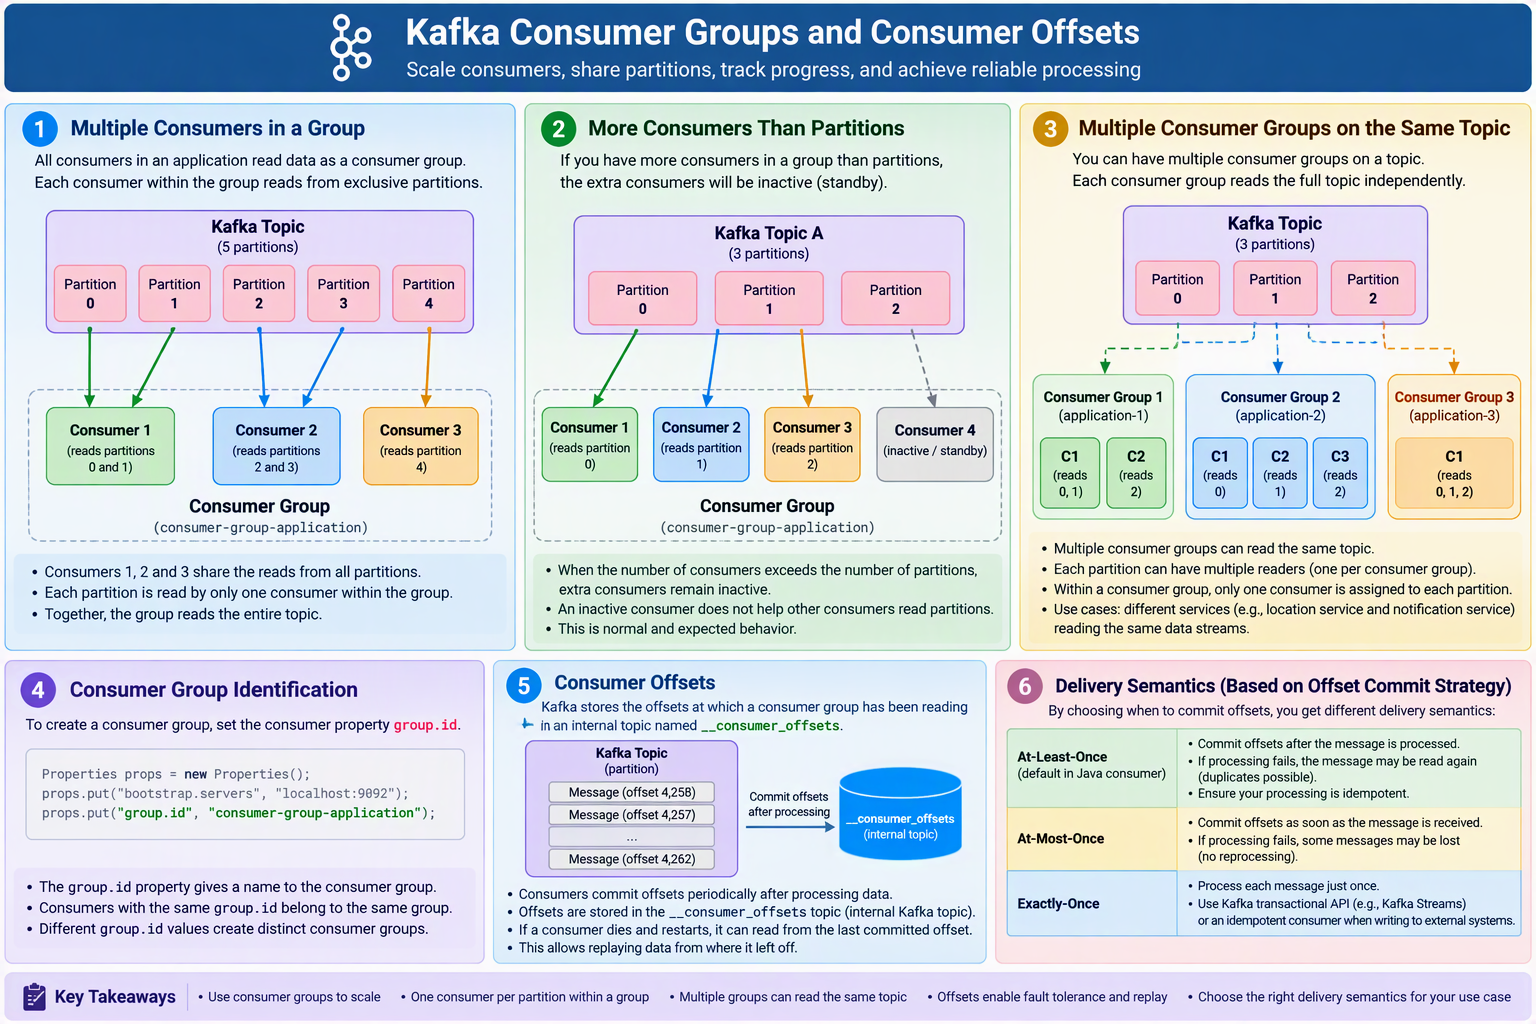 Kafka Consumer Groups and Consumer Offsets
Scale consumers, share partitions, track progress, and achieve reliable processing
1 Multiple Consumers in a Group
All consumers in an application read data as a consumer group.
Each consumer within the group reads from exclusive partitions.
Kafka Topic
(5 partitions)
Partition 0
Partition 1
Partition 2
Partition 3
Partition 4
Consumer 1
(reads partitions
0 and 1)
Consumer 2
(reads partitions
2 and 3)
Consumer 3
(reads partition
4)
Consumer Group
(consumer-group-application)
• Consumers 1, 2 and 3 share the reads from all partitions.
• Each partition is read by only one consumer within the group.
• Together, the group reads the entire topic.
2 More Consumers Than Partitions
If you have more consumers in a group than partitions,
the extra consumers will be inactive (standby).
Kafka Topic A
(3 partitions)
Partition 0
Partition 1
Partition 2
Consumer 1
(reads partition
0)
Consumer 2
(reads partition
1)
Consumer 3
(reads partition
2)
Consumer 4
(inactive / standby)
Consumer Group
(consumer-group-application)
• When the number of consumers exceeds the number of partitions,
extra consumers remain inactive.
• An inactive consumer does not help other consumers read partitions.
• This is normal and expected behavior.
3 Multiple Consumer Groups on the Same Topic
You can have multiple consumer groups on a topic.
Each consumer group reads the full topic independently.
Kafka Topic
(3 partitions)
Partition 0
Partition 1
Partition 2
Consumer Group 1
(application-1)
C1
(reads
0, 1)
C2
(reads
2)
Consumer Group 2
(application-2)
C1
(reads
0)
C2
(reads
1)
C3
(reads
2)
Consumer Group 3
(application-3)
C1
(reads
0, 1, 2)
• Multiple consumer groups can read the same topic.
• Each partition can have multiple readers (one per consumer group).
• Within a consumer group, only one consumer is assigned to each partition.
• Use cases: different services (e.g., location service and notification service)
reading the same data streams.
4 Consumer Group Identification
To create a consumer group, set the consumer property group.id.
Properties props = new Properties();
props.put("bootstrap.servers", "localhost:9092");
props.put("group.id", "consumer-group-application");
• The group.id property gives a name to the consumer group.
• Consumers with the same group.id belong to the same group.
• Different group.id values create distinct consumer groups.
5 Consumer Offsets
Kafka stores the offsets at which a consumer group has been reading
in an internal topic named __consumer_offsets.
Kafka Topic
(partition)
Message (offset 4,258)
Message (offset 4,257)
...
Message (offset 4,262)
Commit offsets
after processing
__consumer_offsets
(internal topic)
• Consumers commit offsets periodically after processing data.
• Offsets are stored in the __consumer_offsets topic (internal Kafka topic).
• If a consumer dies and restarts, it can read from the last committed offset.
• This allows replaying data from where it left off.
6 Delivery Semantics (Based on Offset Commit Strategy)
By choosing when to commit offsets, you get different delivery semantics:
At-Least-Once
(default in Java consumer)
• Commit offsets after the message is processed.
• If processing fails, the message may be read again
(duplicates possible).
• Ensure your processing is idempotent.
At-Most-Once
• Commit offsets as soon as the message is received.
• If processing fails, some messages may be lost
(no reprocessing).
Exactly-Once
• Process each message just once.
• Use Kafka transactional API (e.g., Kafka Streams)
or an idempotent consumer when writing to external systems.
Key Takeaways
• Use consumer groups to scale
• One consumer per partition within a group
• Multiple groups can read the same topic
• Offsets enable fault tolerance and replay
• Choose the right delivery semantics for your use case